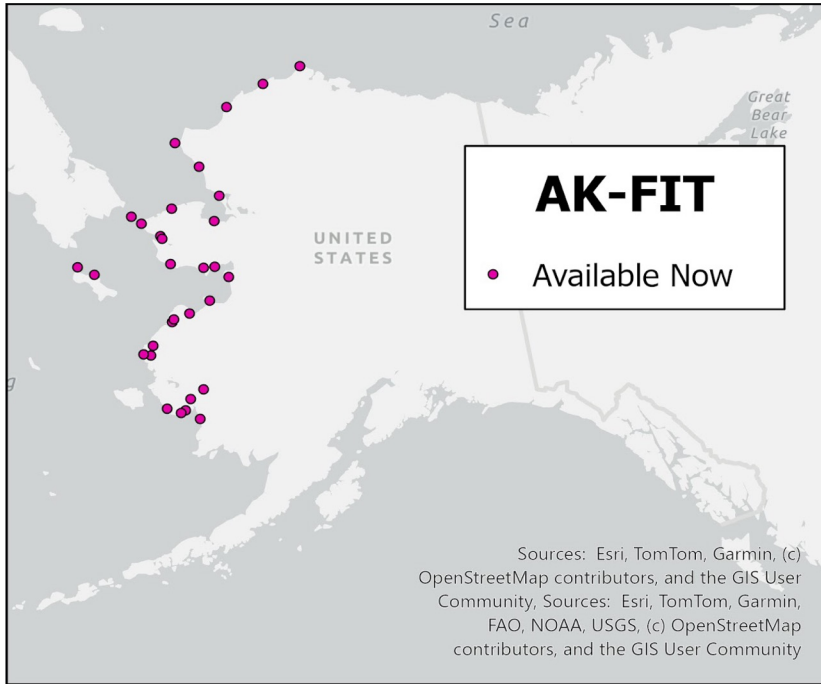 Sea
Great
Bear
Lake
AK-FIT
UNITED
STATES
Available Now
g
Sources: Esri, TomTom, Garmin, (c)
OpenStreetMap contributors, and the GIS User
Community, Sources: Esri, TomTom, Garmin,
FAO, NOAA, USGS, (c) OpenStreetMap
contributors, and the GIS User Community